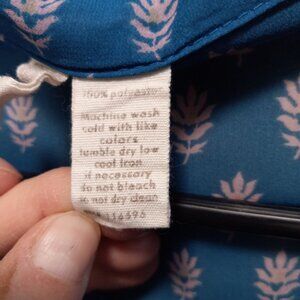 100% polyester
Machine wash
cold with like
colors
tumble dry low
cool iron
if necessary
do not bleach
do not dry clean
116696